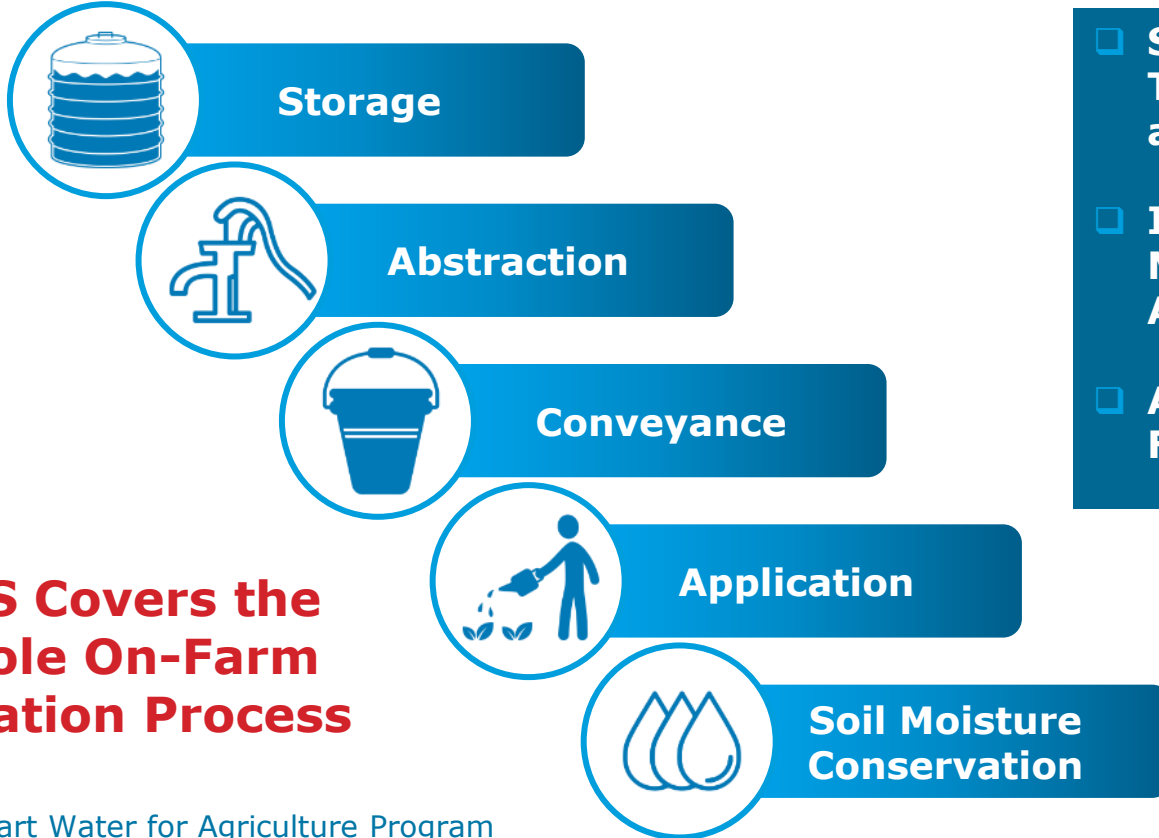 Storage
Abstraction
Conveyance
Application
Soil Moisture
Conservation
S Covers the
ole On-Farm
ation Process
art Water for Agriculture Program